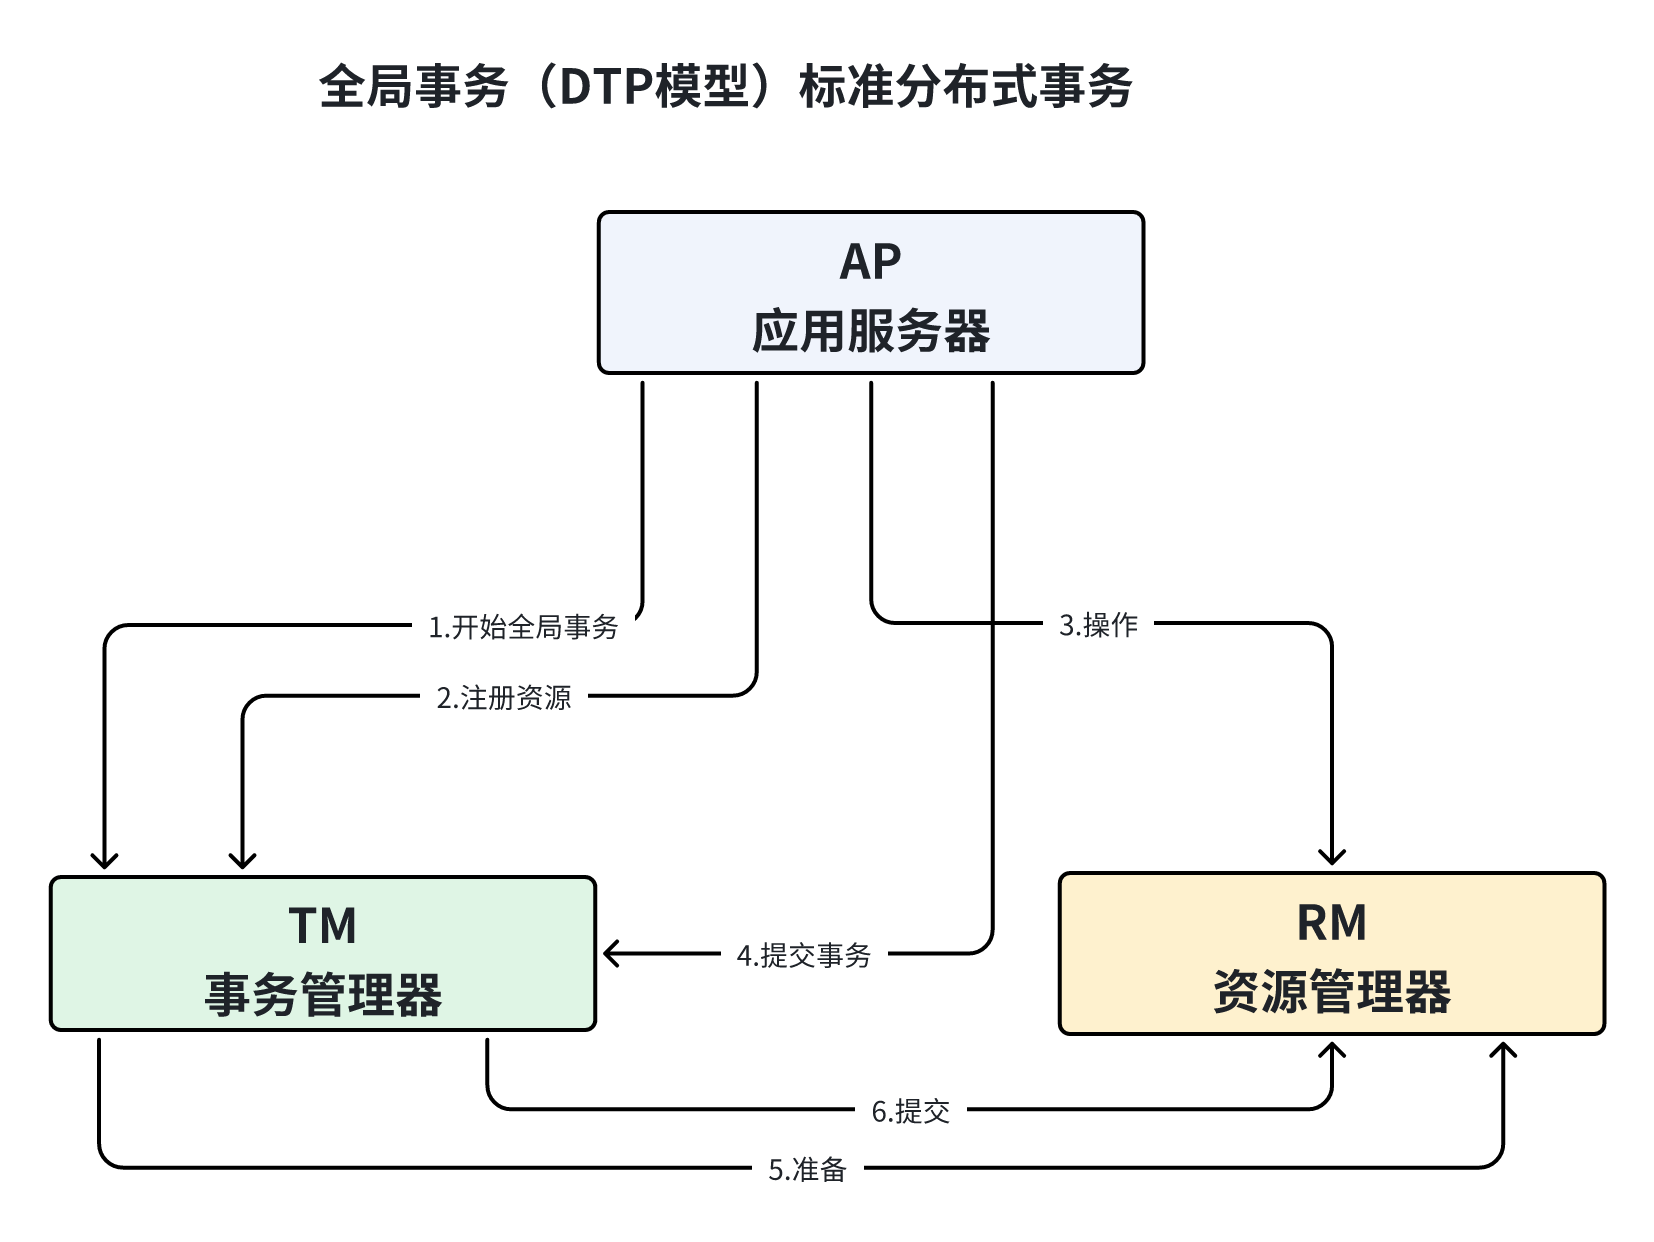 全局事务（DTP模型）标准分布式事务
AP
应用服务器
1.开始全局事务
3.操作
2.注册资源
TM
事务管理器
RM
资源管理器
4.提交事务
6.提交
5.准备